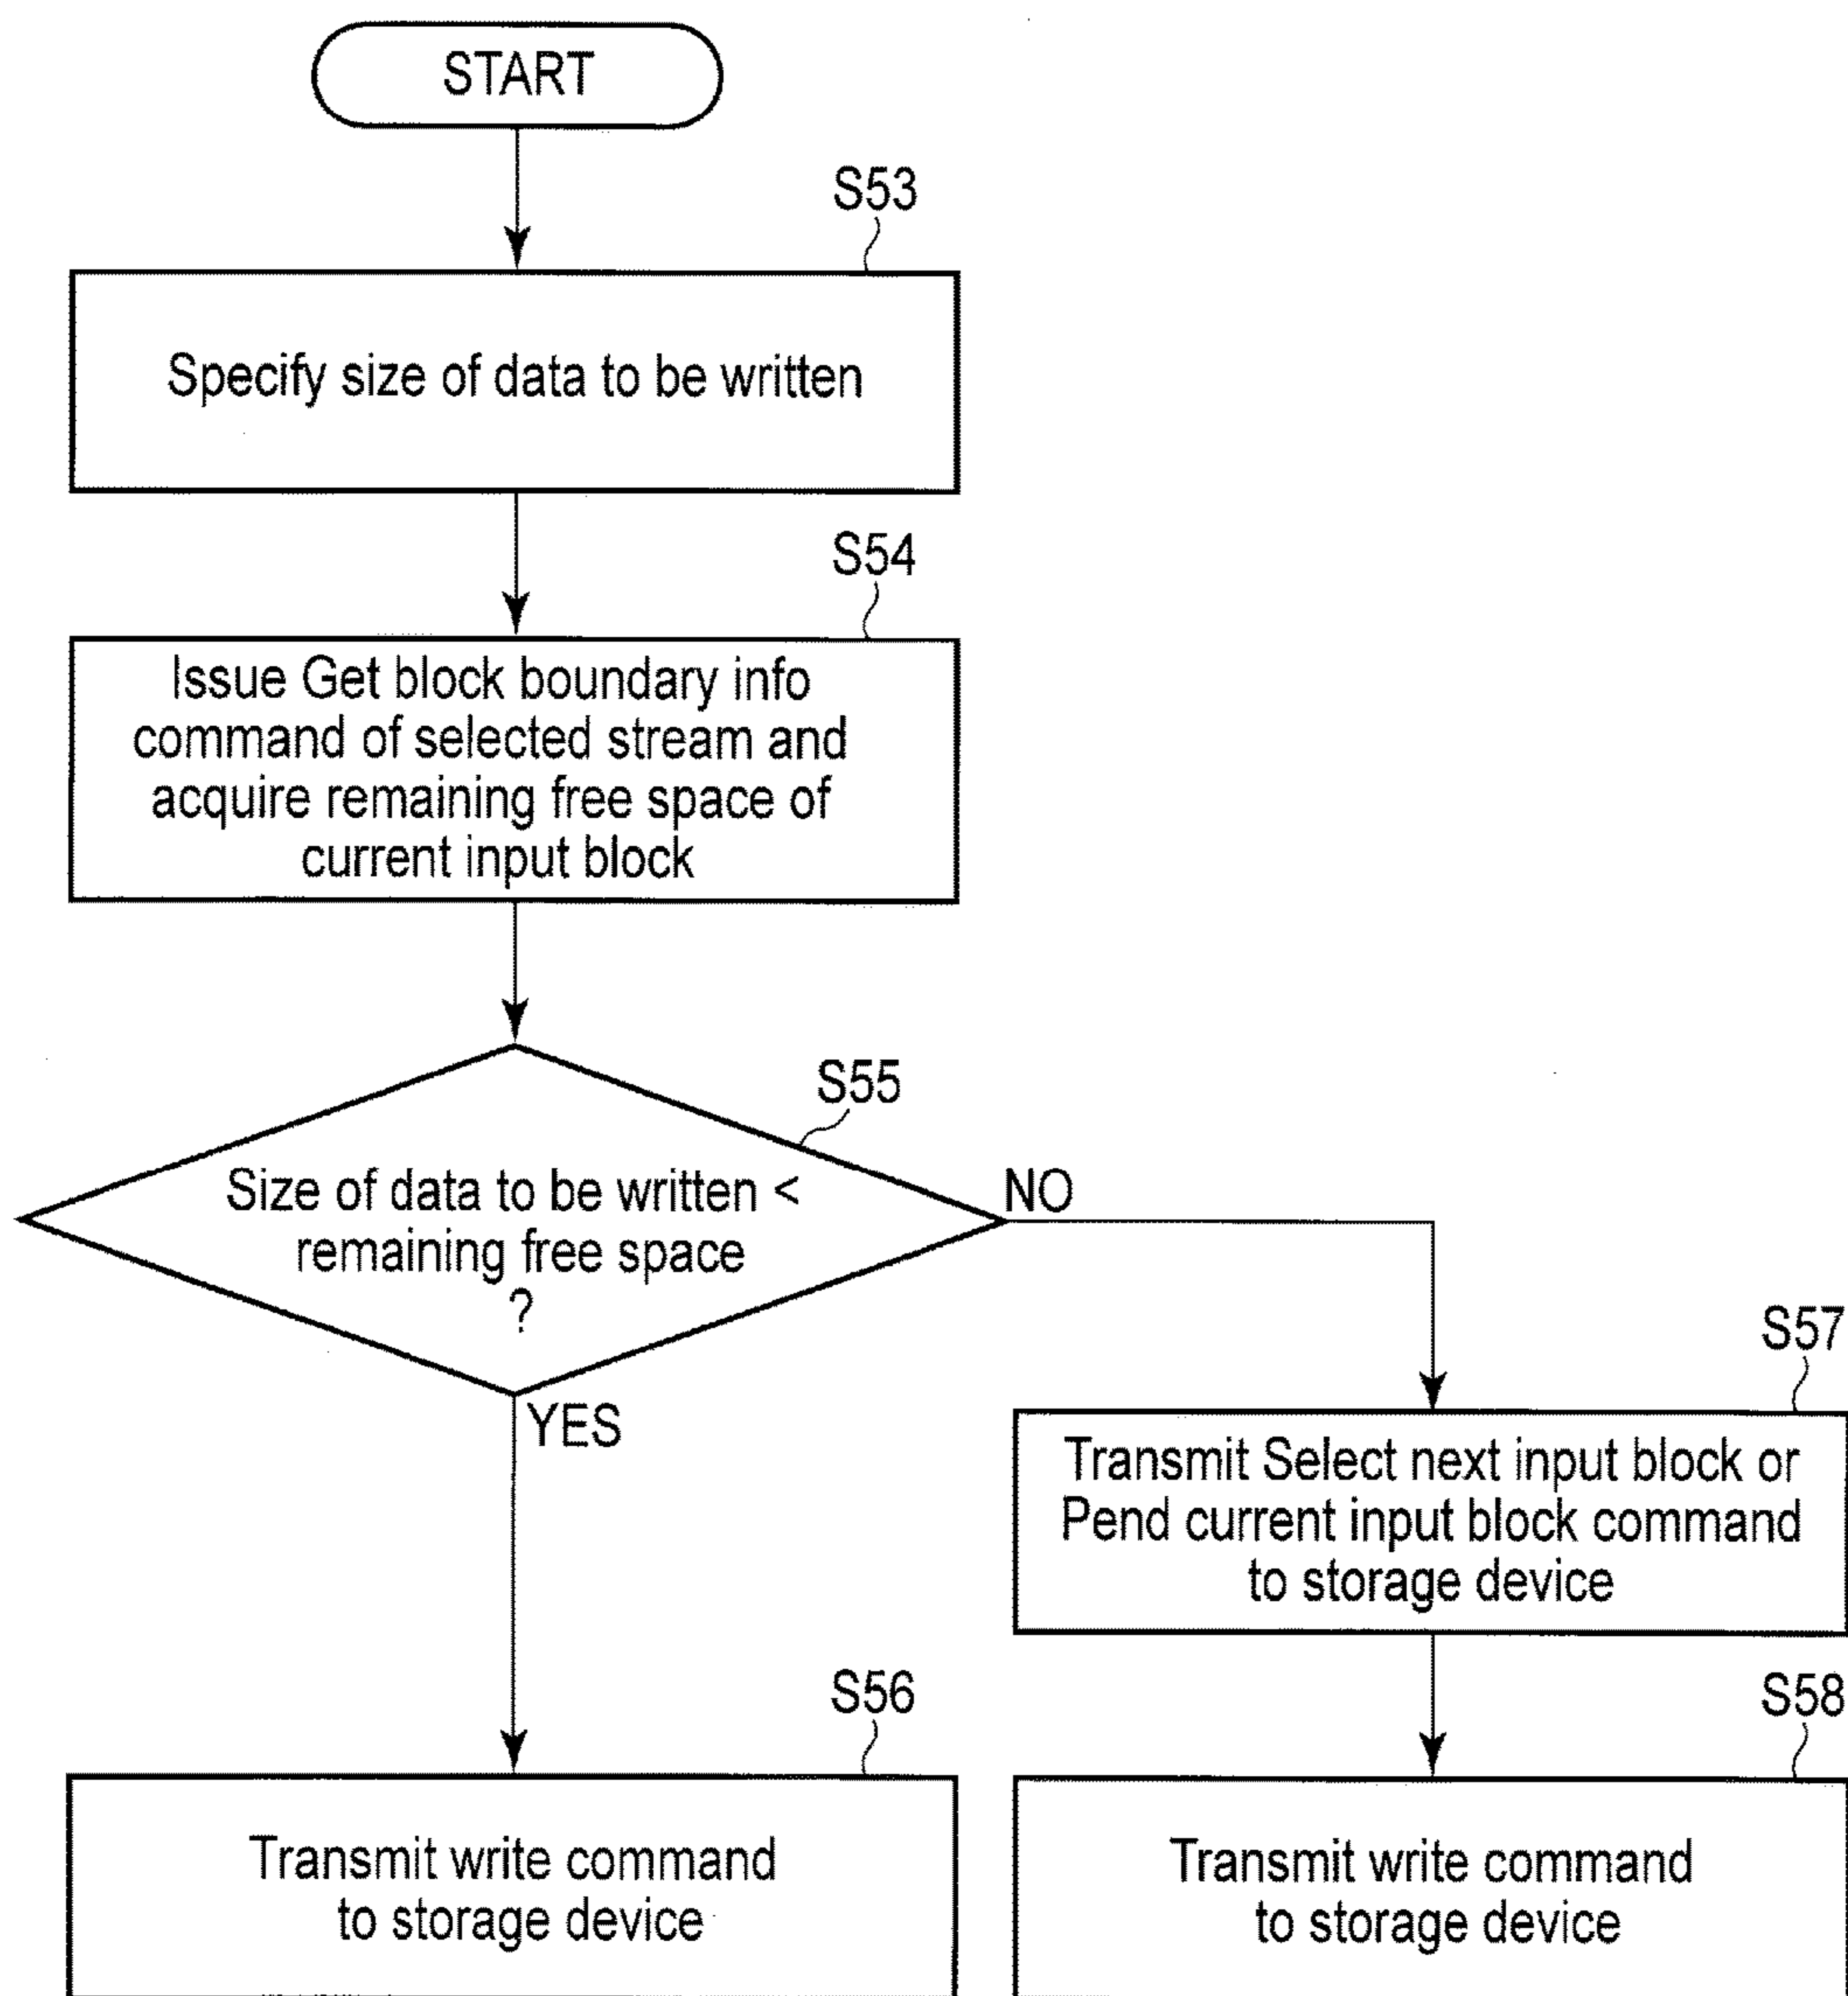 START
S53
Specify size of data to be written
S54
Issue Get block boundary info
command of selected stream and
acquire remaining free space of
current input block
S55
Size of data to be written <
remaining free space
?
NO
YES
S57
Transmit Select next input block or
Pend current input block command
to storage device
S56
Transmit write command
to storage device
S58
Transmit write command
to storage device